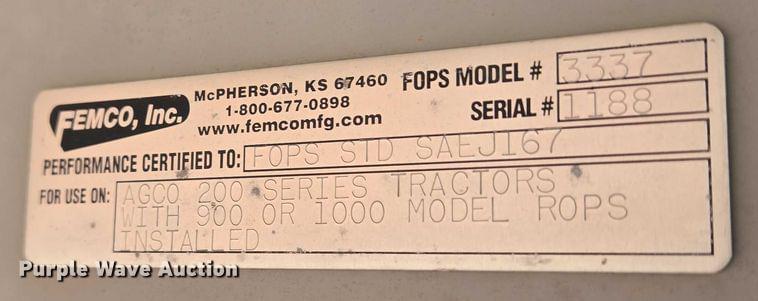 FEMCO, Inc.
McPHERSON, KS 67460
1-800-677-0898
www.femcomfg.com
FOPS MODEL # 3337
SERIAL # 1188
PERFORMANCE CERTIFIED TO: FOPS STD SAEJ167
FOR USE ON: AGCO 200 SERIES TRACTORS
WITH 900 OR 1000 MODEL ROPS
INSTALLED
Purple Wave Auction